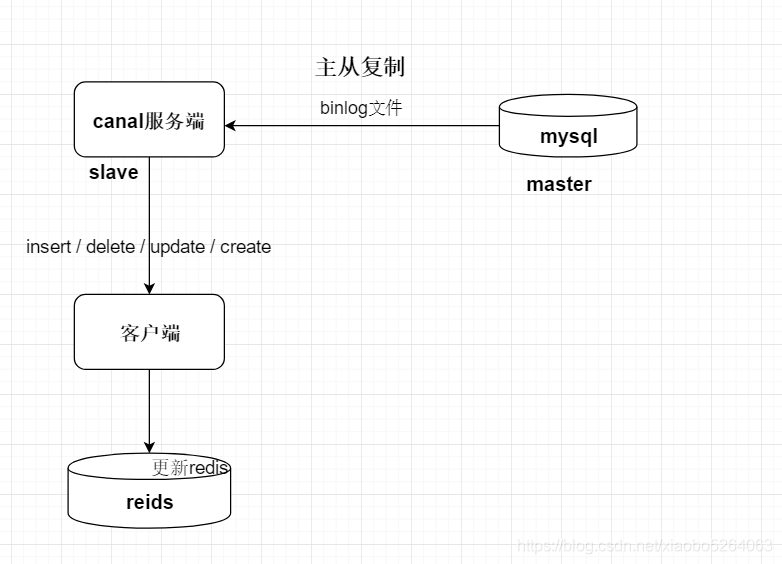 主从复制
binlog文件
canal服务端
mysql
slave
master
insert / delete / update / create
客户端
更新redis
reids
https://blog.csdn.net/xiaobo5264063